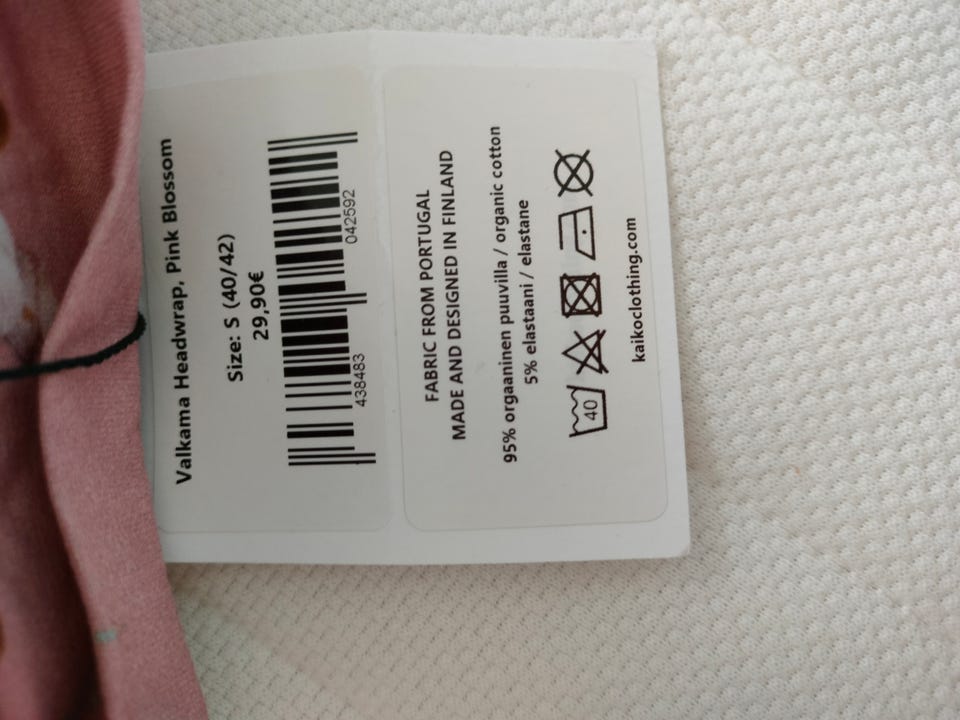 Valkama Headwrap, Pink Blossom
Size: S (40/42)
29,90€
438483 042592
FABRIC FROM PORTUGAL
MADE AND DESIGNED IN FINLAND
95% orgaaninen puuvilla / organic cotton
5% elastaani / elastane
40
kaikoclothing.com